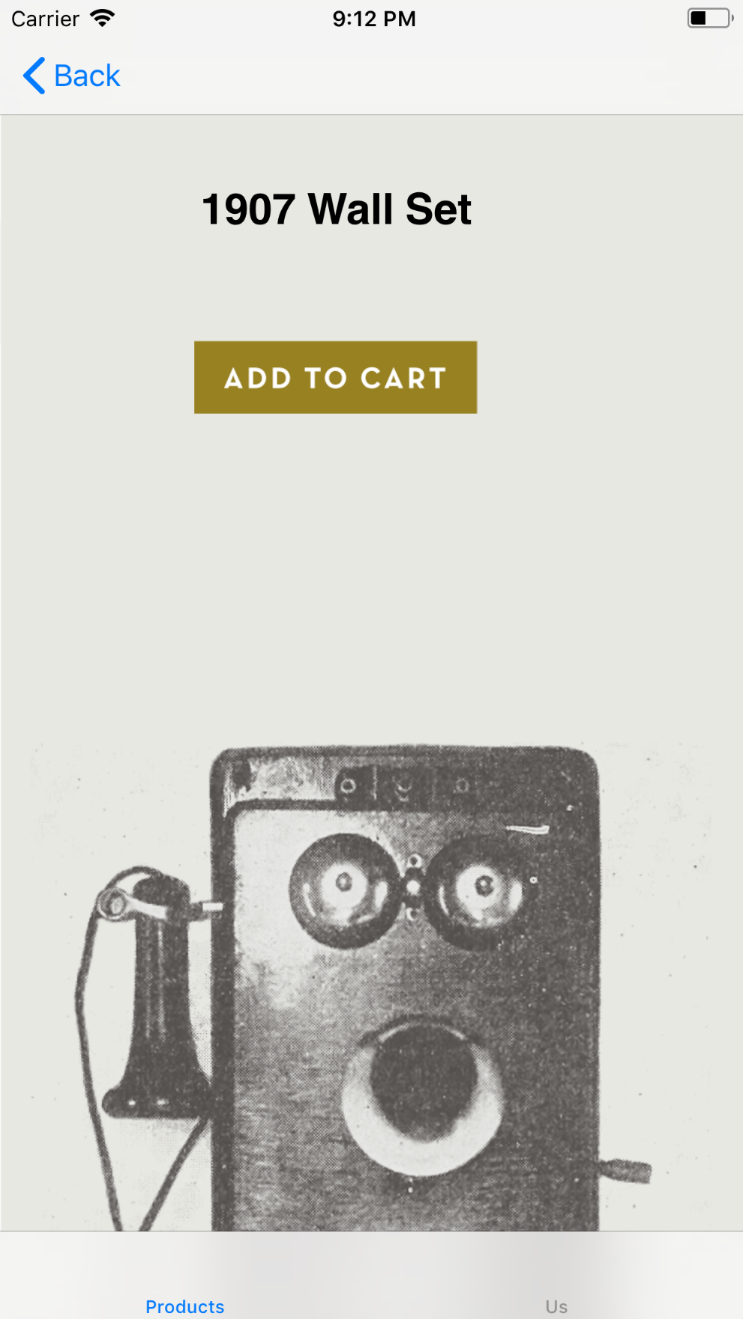 Carrier 9:12 PM
Back
1907 Wall Set
ADD TO CART
Products Us